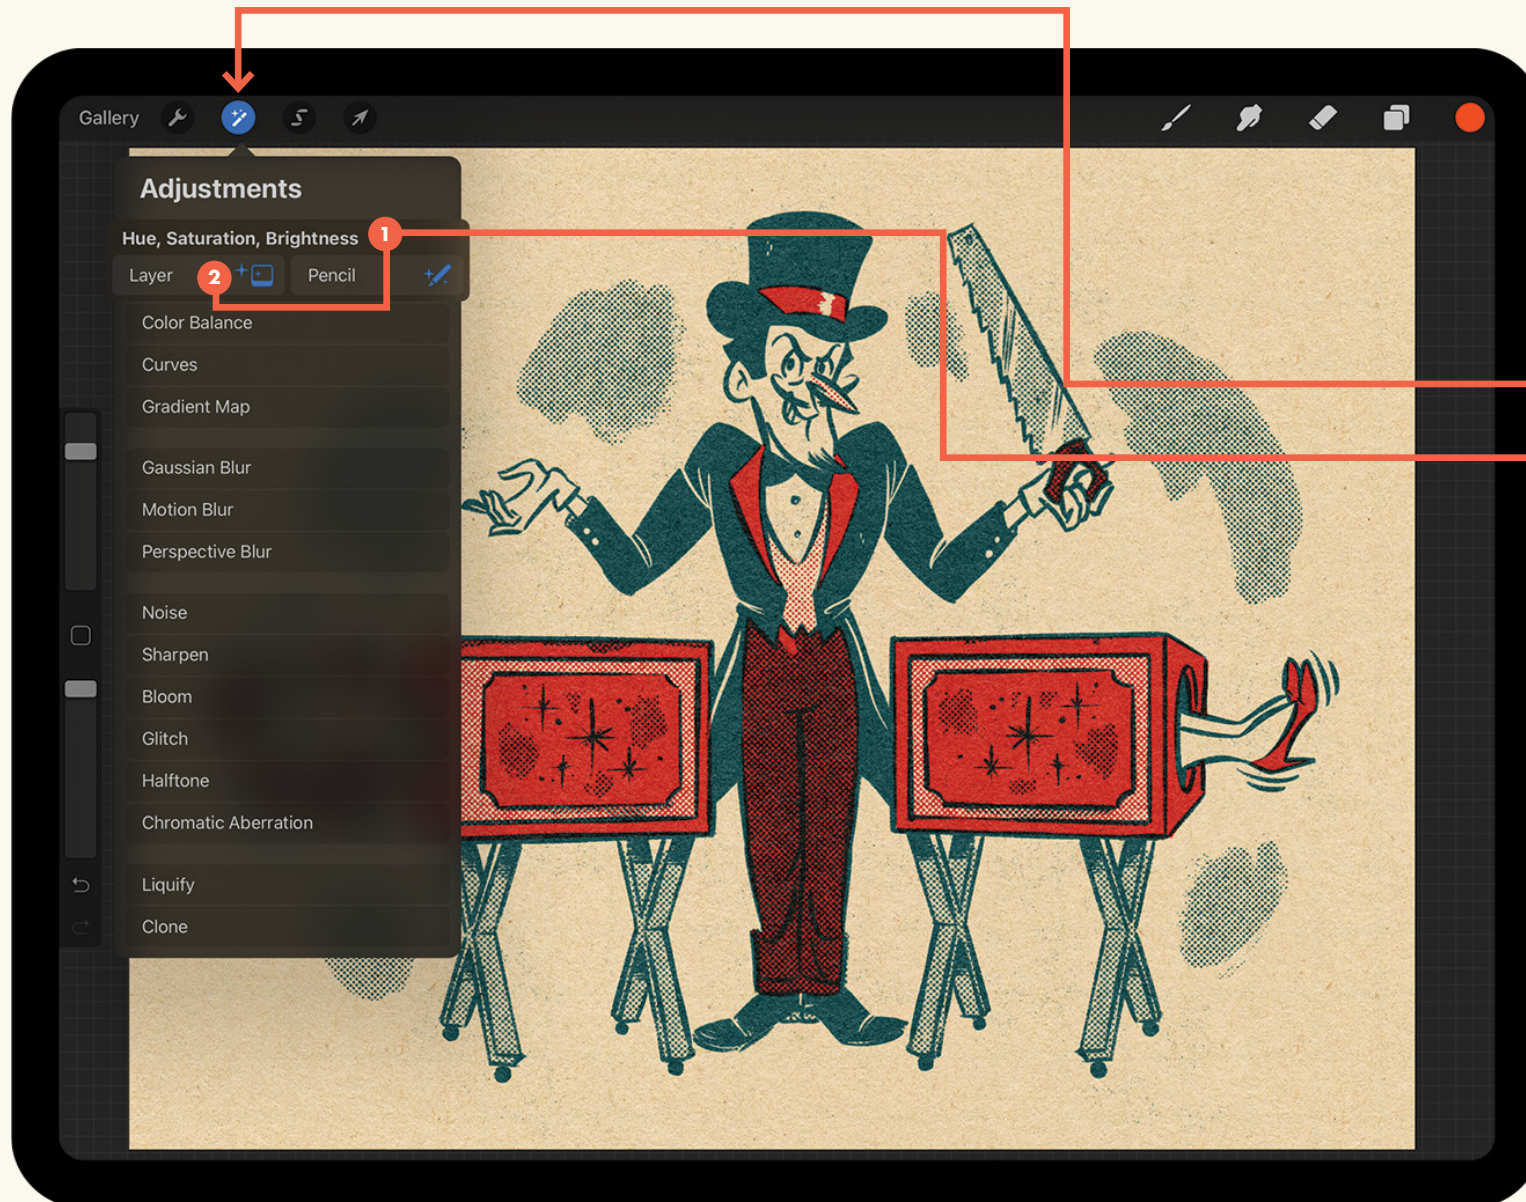 Gallery
Adjustments
Hue, Saturation, Brightness 1
Layer 2 Pencil
Color Balance
Curves
Gradient Map
Gaussian Blur
Motion Blur
Perspective Blur
Noise
Sharpen
Bloom
Glitch
Halftone
Chromatic Aberration
Liquify
Clone